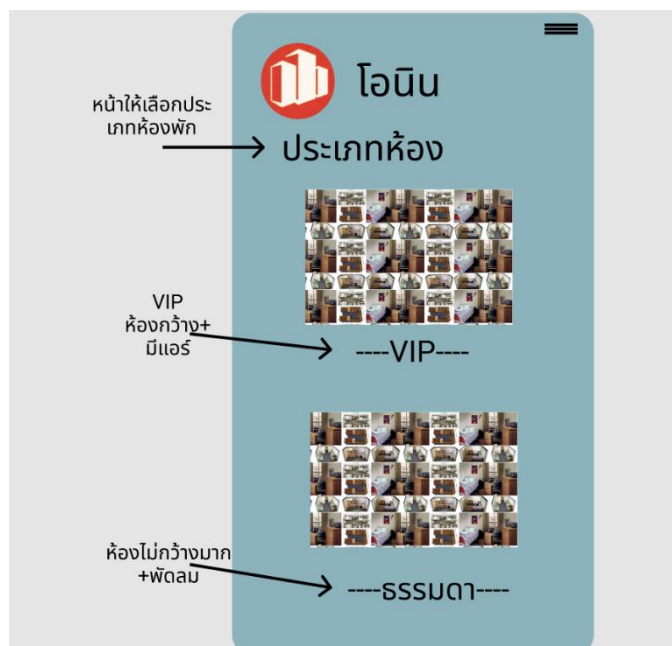 โอนิน
หน้าให้เลือกประ
เภทห้องพัก
ประเภทห้อง
VIP
ห้องกว้าง+
มีแอร์
----VIP----
ห้องไม่กว้างมาก
+พัดลม
----ธรรมดา----